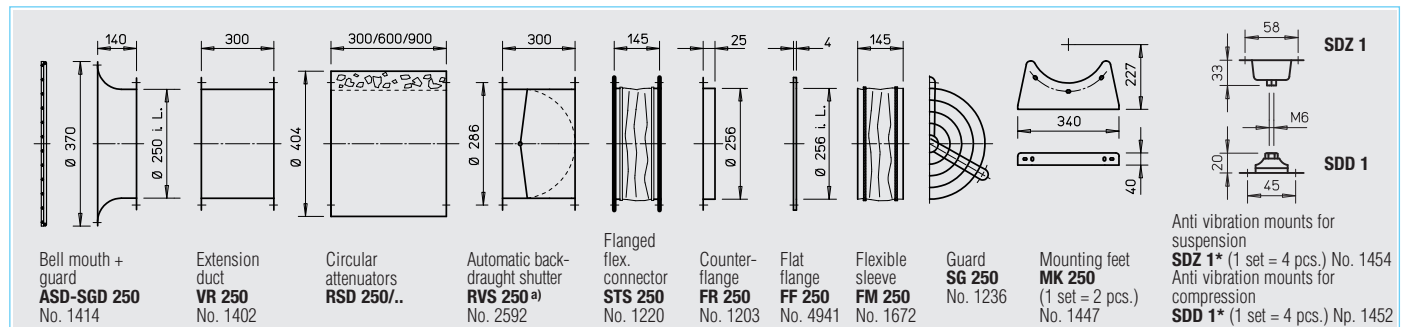 140
300
300/600/900
300
145
25
4
145
227
340
40
58
33
M6
20
45
SDZ 1
SDD 1
Ø 370
Ø 250 i. L.
Ø 404
Ø 286
Ø 256
Ø 256 i. L.
Bell mouth +
guard
ASD-SGD 250
No. 1414
Extension
duct
VR 250
No. 1402
Circular
attenuators
RSD 250/..
Automatic back-
draught shutter
RVS 250 a)
No. 2592
Flanged
flex.
connector
STS 250
No. 1220
Counter-
flange
FR 250
No. 1203
Flat
flange
FF 250
No. 4941
Flexible
sleeve
FM 250
No. 1672
Guard
SG 250
No. 1236
Mounting feet
MK 250
(1 set = 2 pcs.)
No. 1447
Anti vibration mounts for
suspension
SDZ 1* (1 set = 4 pcs.) No. 1454
Anti vibration mounts for
compression
SDD 1* (1 set = 4 pcs.) Np. 1452